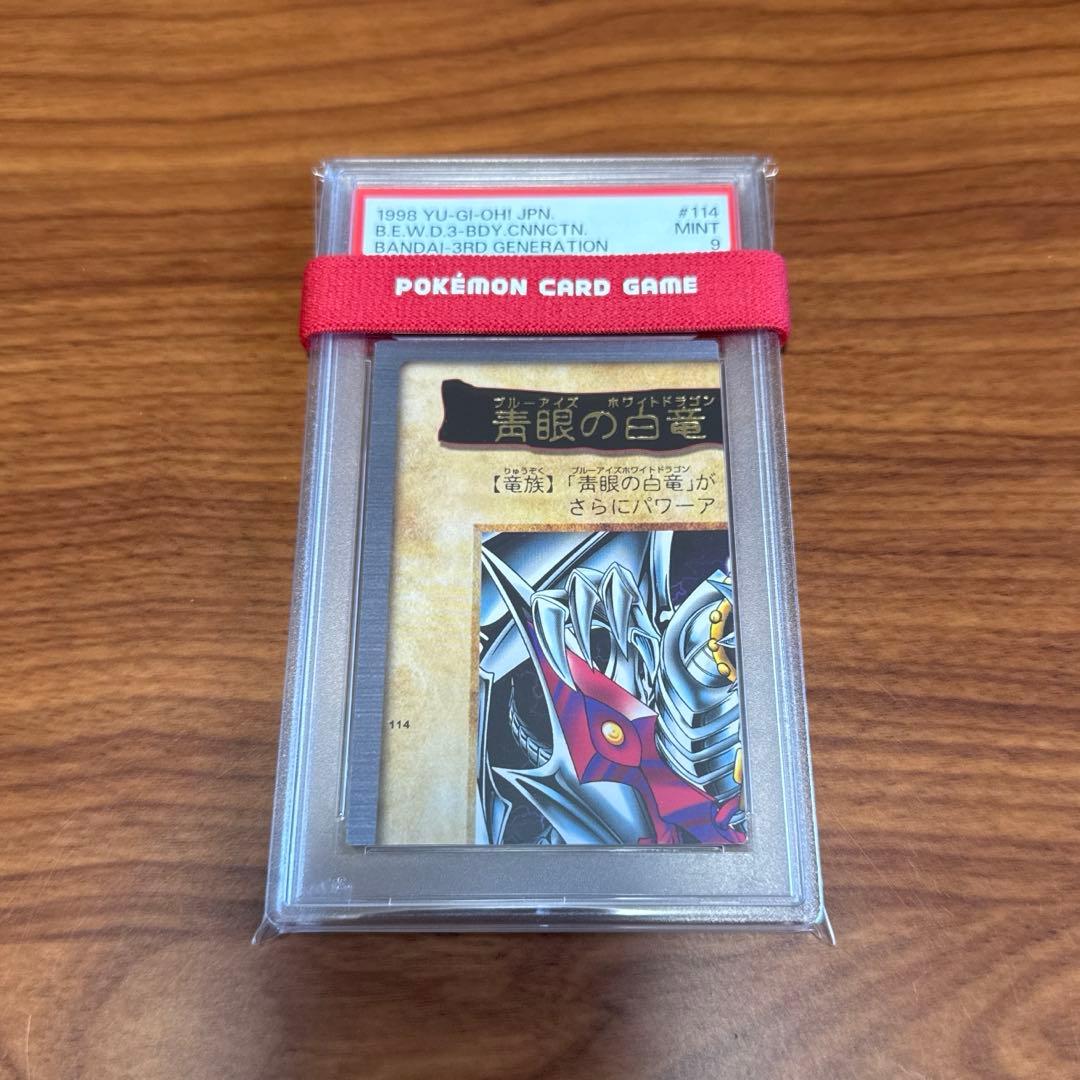 1998 YU-GI-OH! JPN. #114
B.E.W.D.3-BDY.CNNCTN. MINT
BANDAI-3RD GENERATION 9
POKÉMON CARD GAME
ブルーアイズ ホワイトドラゴン
青眼の白竜
りゅうぞく ブルーアイズホワイトドラゴン
【竜族】「青眼の白竜」が
さらにパワーア
114